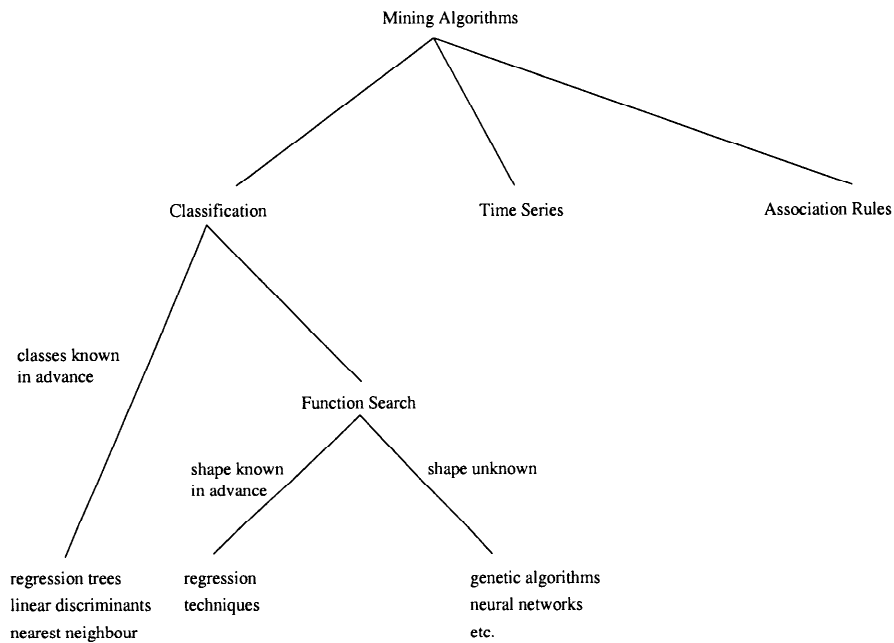 Mining Algorithms
Classification
Time Series
Association Rules
classes known
in advance
Function Search
shape known
in advance
shape unknown
regression trees
linear discriminants
nearest neighbour
regression
techniques
genetic algorithms
neural networks
etc.